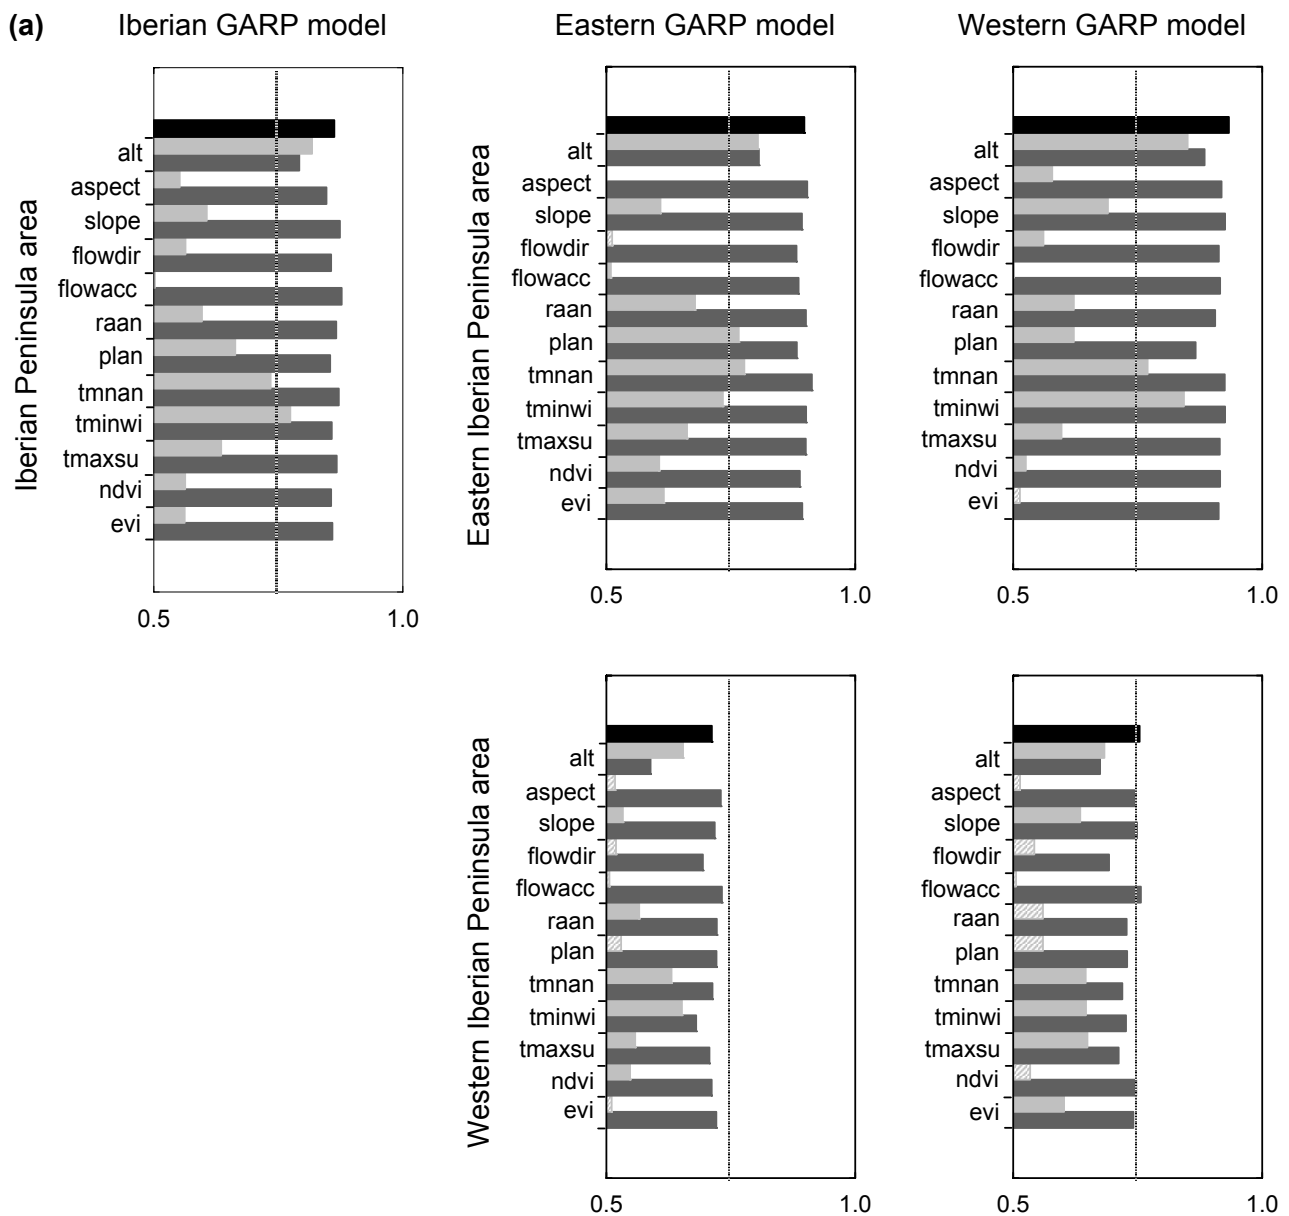 (a) Iberian GARP model Eastern GARP model Western GARP model
Iberian Peninsula area
alt
aspect
slope
flowdir
flowacc
raan
plan
tmnan
tminwi
tmaxsu
ndvi
evi
0.5 1.0
Eastern Iberian Peninsula area
alt
aspect
slope
flowdir
flowacc
raan
plan
tmnan
tminwi
tmaxsu
ndvi
evi
0.5 1.0
alt
aspect
slope
flowdir
flowacc
raan
plan
tmnan
tminwi
tmaxsu
ndvi
evi
0.5 1.0
Western Iberian Peninsula area
alt
aspect
slope
flowdir
flowacc
raan
plan
tmnan
tminwi
tmaxsu
ndvi
evi
0.5 1.0
alt
aspect
slope
flowdir
flowacc
raan
plan
tmnan
tminwi
tmaxsu
ndvi
evi
0.5 1.0